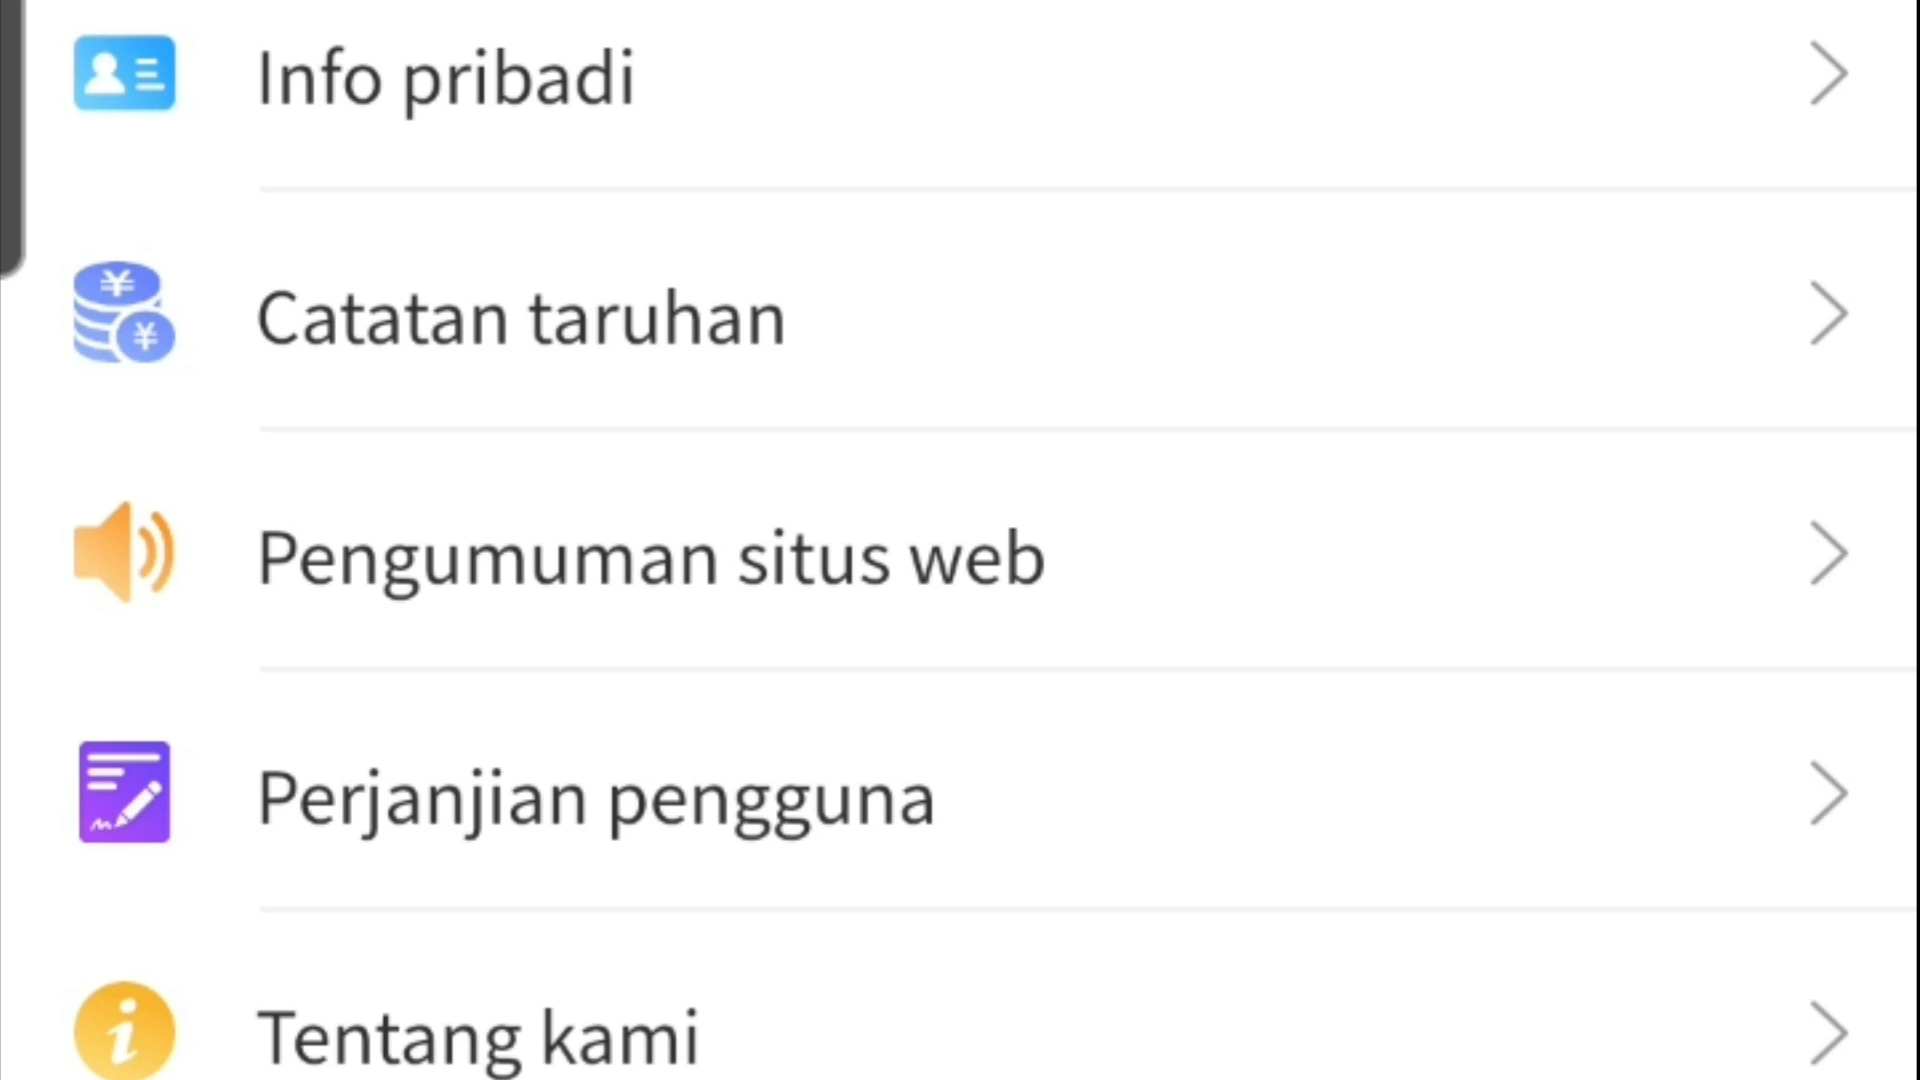 Info pribadi
Catatan taruhan
Pengumuman situs web
Perjanjian pengguna
Tentang kami